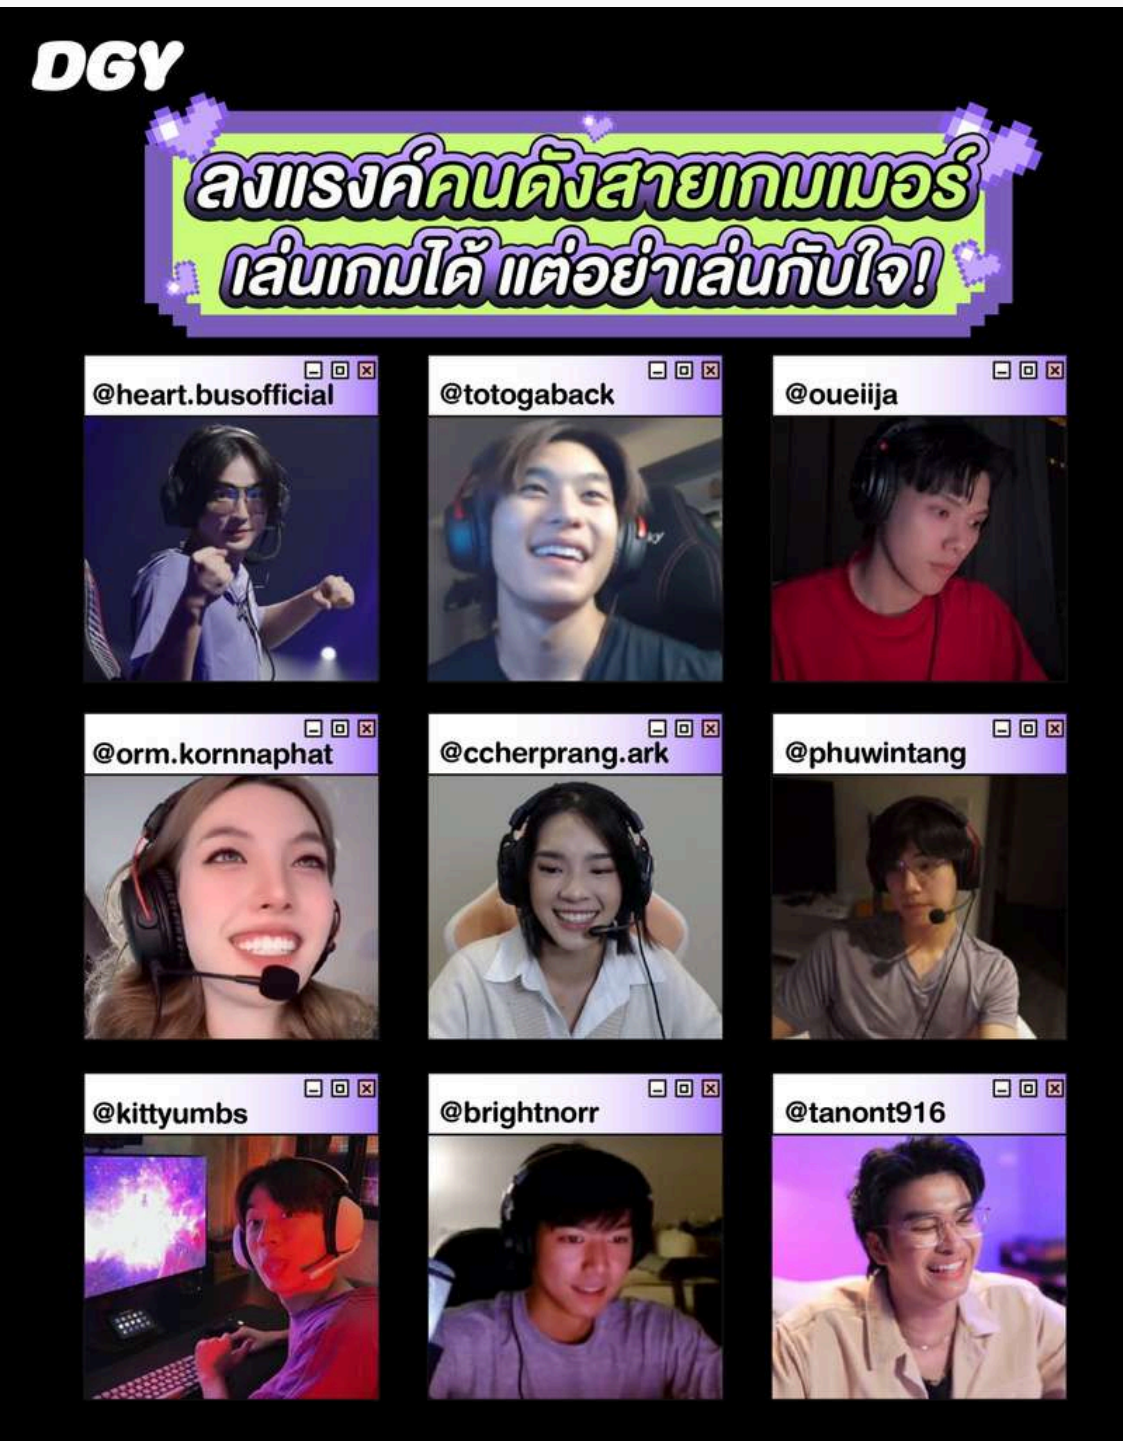 DGY
ลงแรงค์คนดังสายเกมเมอร์
เล่นเกมได้ แต่อย่าเล่นกับใจ!
@heart.busofficial
@totogaback
@oueiija
@orm.kornnaphat
@ccherprang.ark
@phuwintang
@kittyumbs
@brightnorr
@tanont916